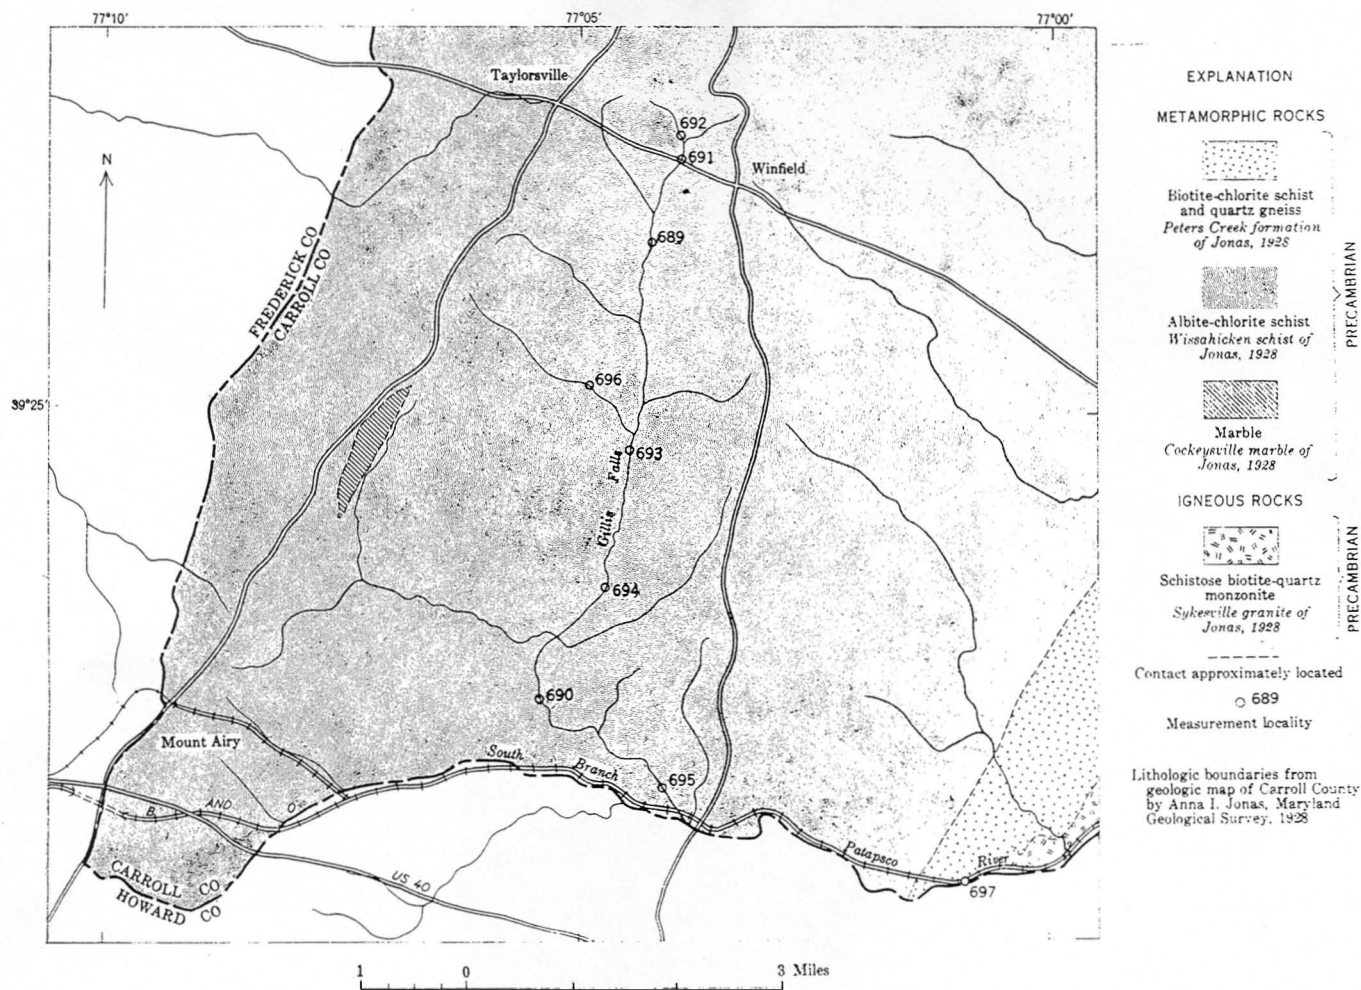 77°10'
77°05'
77°00'
Taylorsville
692
691
Winfield
N
689
FREDERICK CO
CARROLL CO
696
39°25'
693
Gillis Falls
694
690
Mount Airy
South
Branch
695
B. AND O.
Patapsco
River
CARROLL CO
HOWARD CO
US 40
697
1 0 3 Miles
EXPLANATION
METAMORPHIC ROCKS
Biotite-chlorite schist
and quartz gneiss
Peters Creek formation
of Jonas, 1928
Albite-chlorite schist
Wissahicken schist of
Jonas, 1928
Marble
Cockeysville marble of
Jonas, 1928
PRECAMBRIAN
IGNEOUS ROCKS
Schistose biotite-quartz
monzonite
Sykesville granite of
Jonas, 1928
PRECAMBRIAN
Contact approximately located
689
Measurement locality
Lithologic boundaries from
geologic map of Carroll County
by Anna I. Jonas, Maryland
Geological Survey, 1928